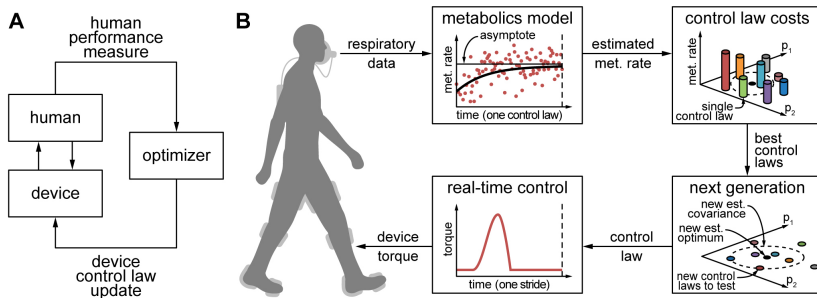 A
human
performance
measure
human
device
optimizer
device
control law
update
B
respiratory
data
metabolics model
asymptote
met. rate
time (one control law)
estimated
met. rate
control law costs
met. rate
p1
single
control law
p2
best
control
laws
next generation
new est.
covariance
new est.
optimum
new control
laws to test
p1
p2
control
law
real-time control
torque
time (one stride)
device
torque